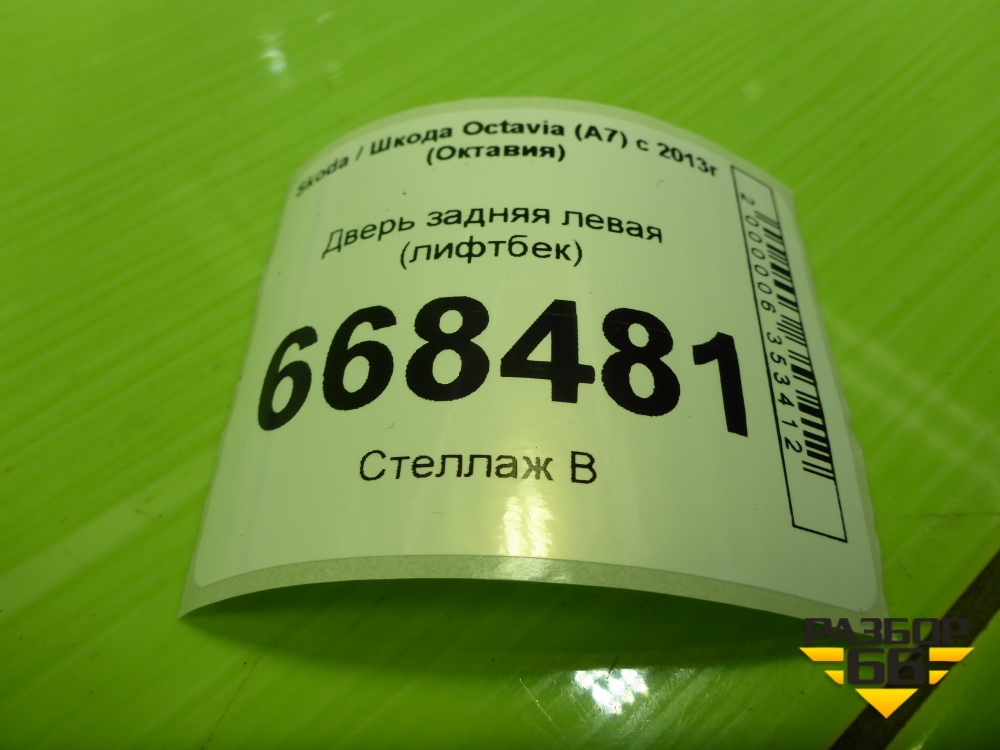 Skoda / Шкода Octavia (A7) с 2013г
(Октавия)
Дверь задняя левая
(лифтбек)
668481
Стеллаж В
2000006353412
РАЗБОР
66